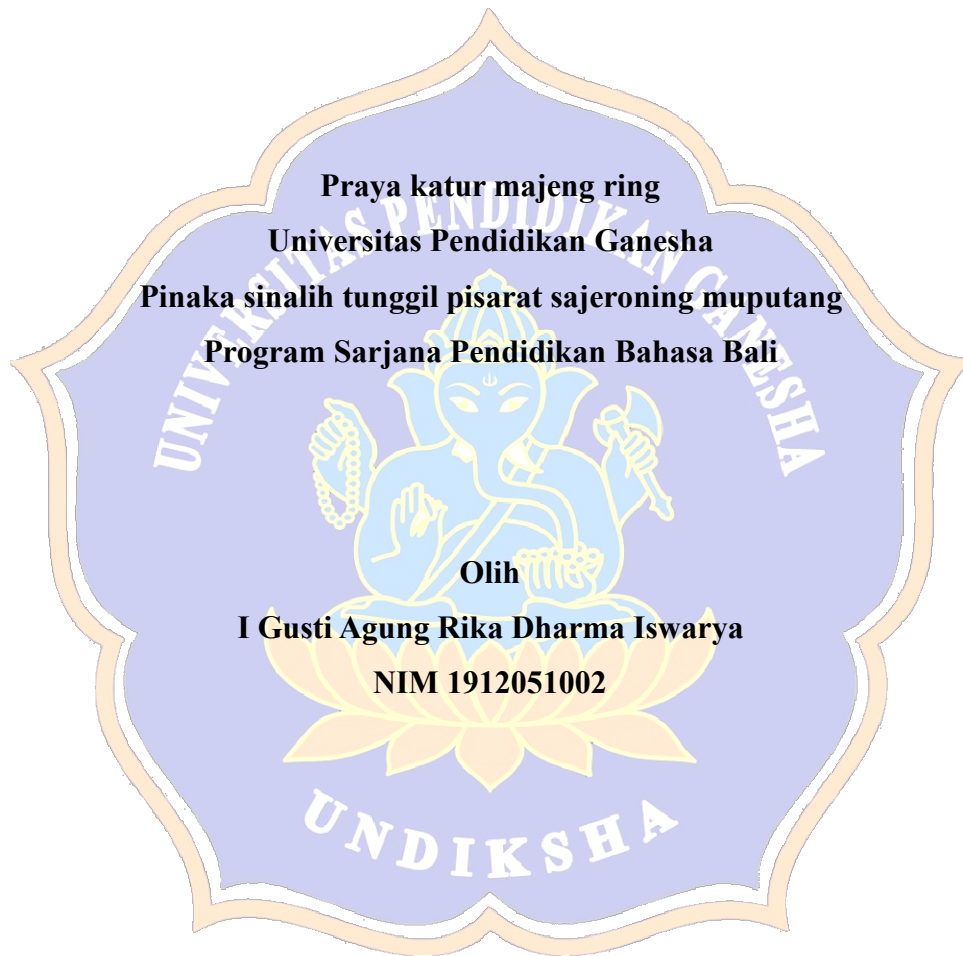 Praya katur majeng ring
UNIVERSITAS PENDIDIKAN GANESHA
Universitas Pendidikan Ganesha
Pinaka sinalih tunggil pisarat sajeroning muputang
Program Sarjana Pendidikan Bahasa Bali
Olih
I Gusti Agung Rika Dharma Iswarya
NIM 1912051002
UNDIKSHA